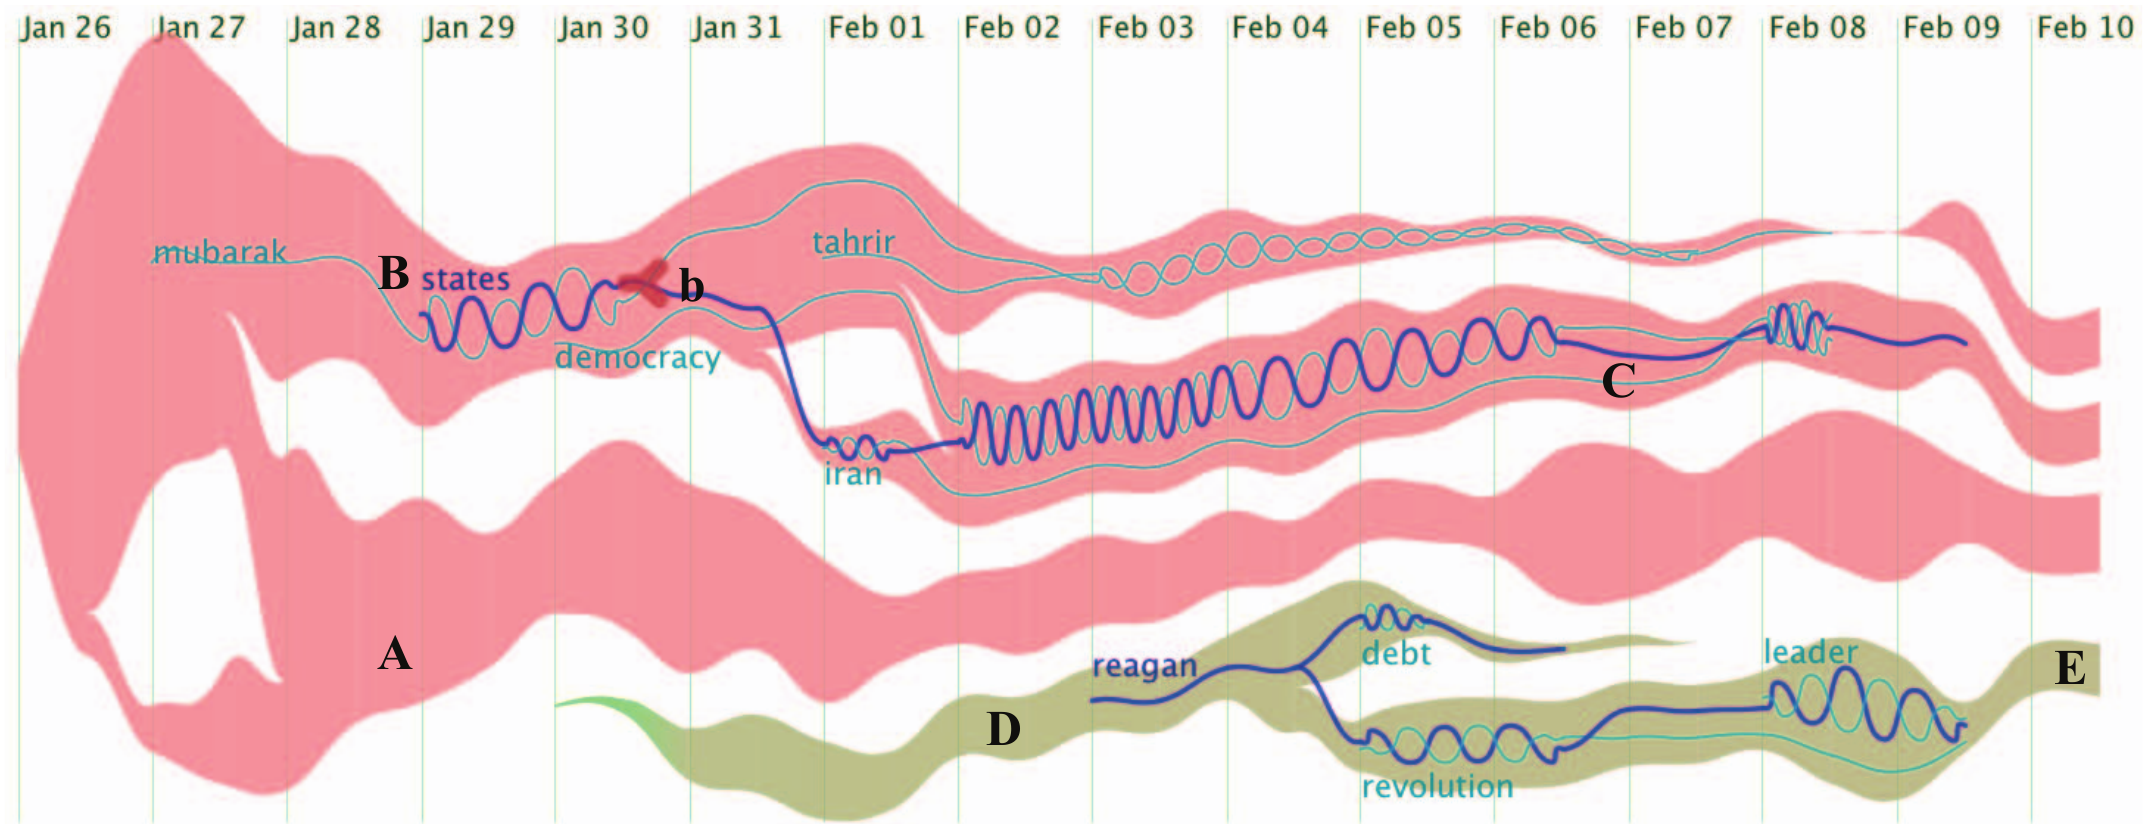 Jan 26 Jan 27 Jan 28 Jan 29 Jan 30 Jan 31 Feb 01 Feb 02 Feb 03 Feb 04 Feb 05 Feb 06 Feb 07 Feb 08 Feb 09 Feb 10
tahrir
mubarak
B states b
democracy
C
iran
A
debt
leader
reagan
E
D
revolution